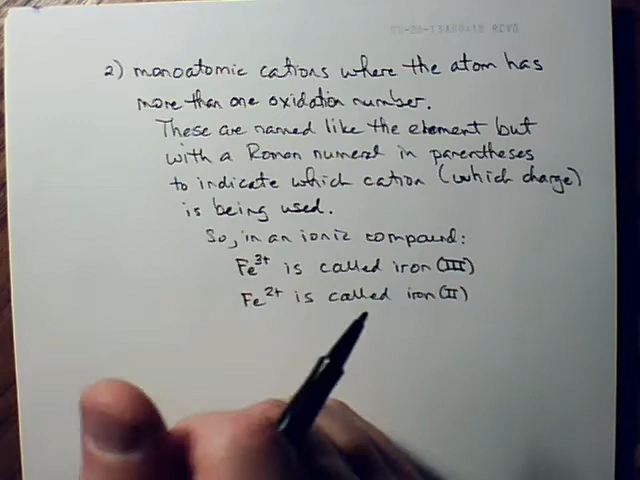 2) monoatomic cations where the atom has
more than one oxidation number.
These are named like the element but
with a Roman numeral in parentheses
to indicate which cation (which charge)
is being used.
So, in an ionic compound:
Fe³⁺ is called iron (III)
Fe²⁺ is called iron (II)